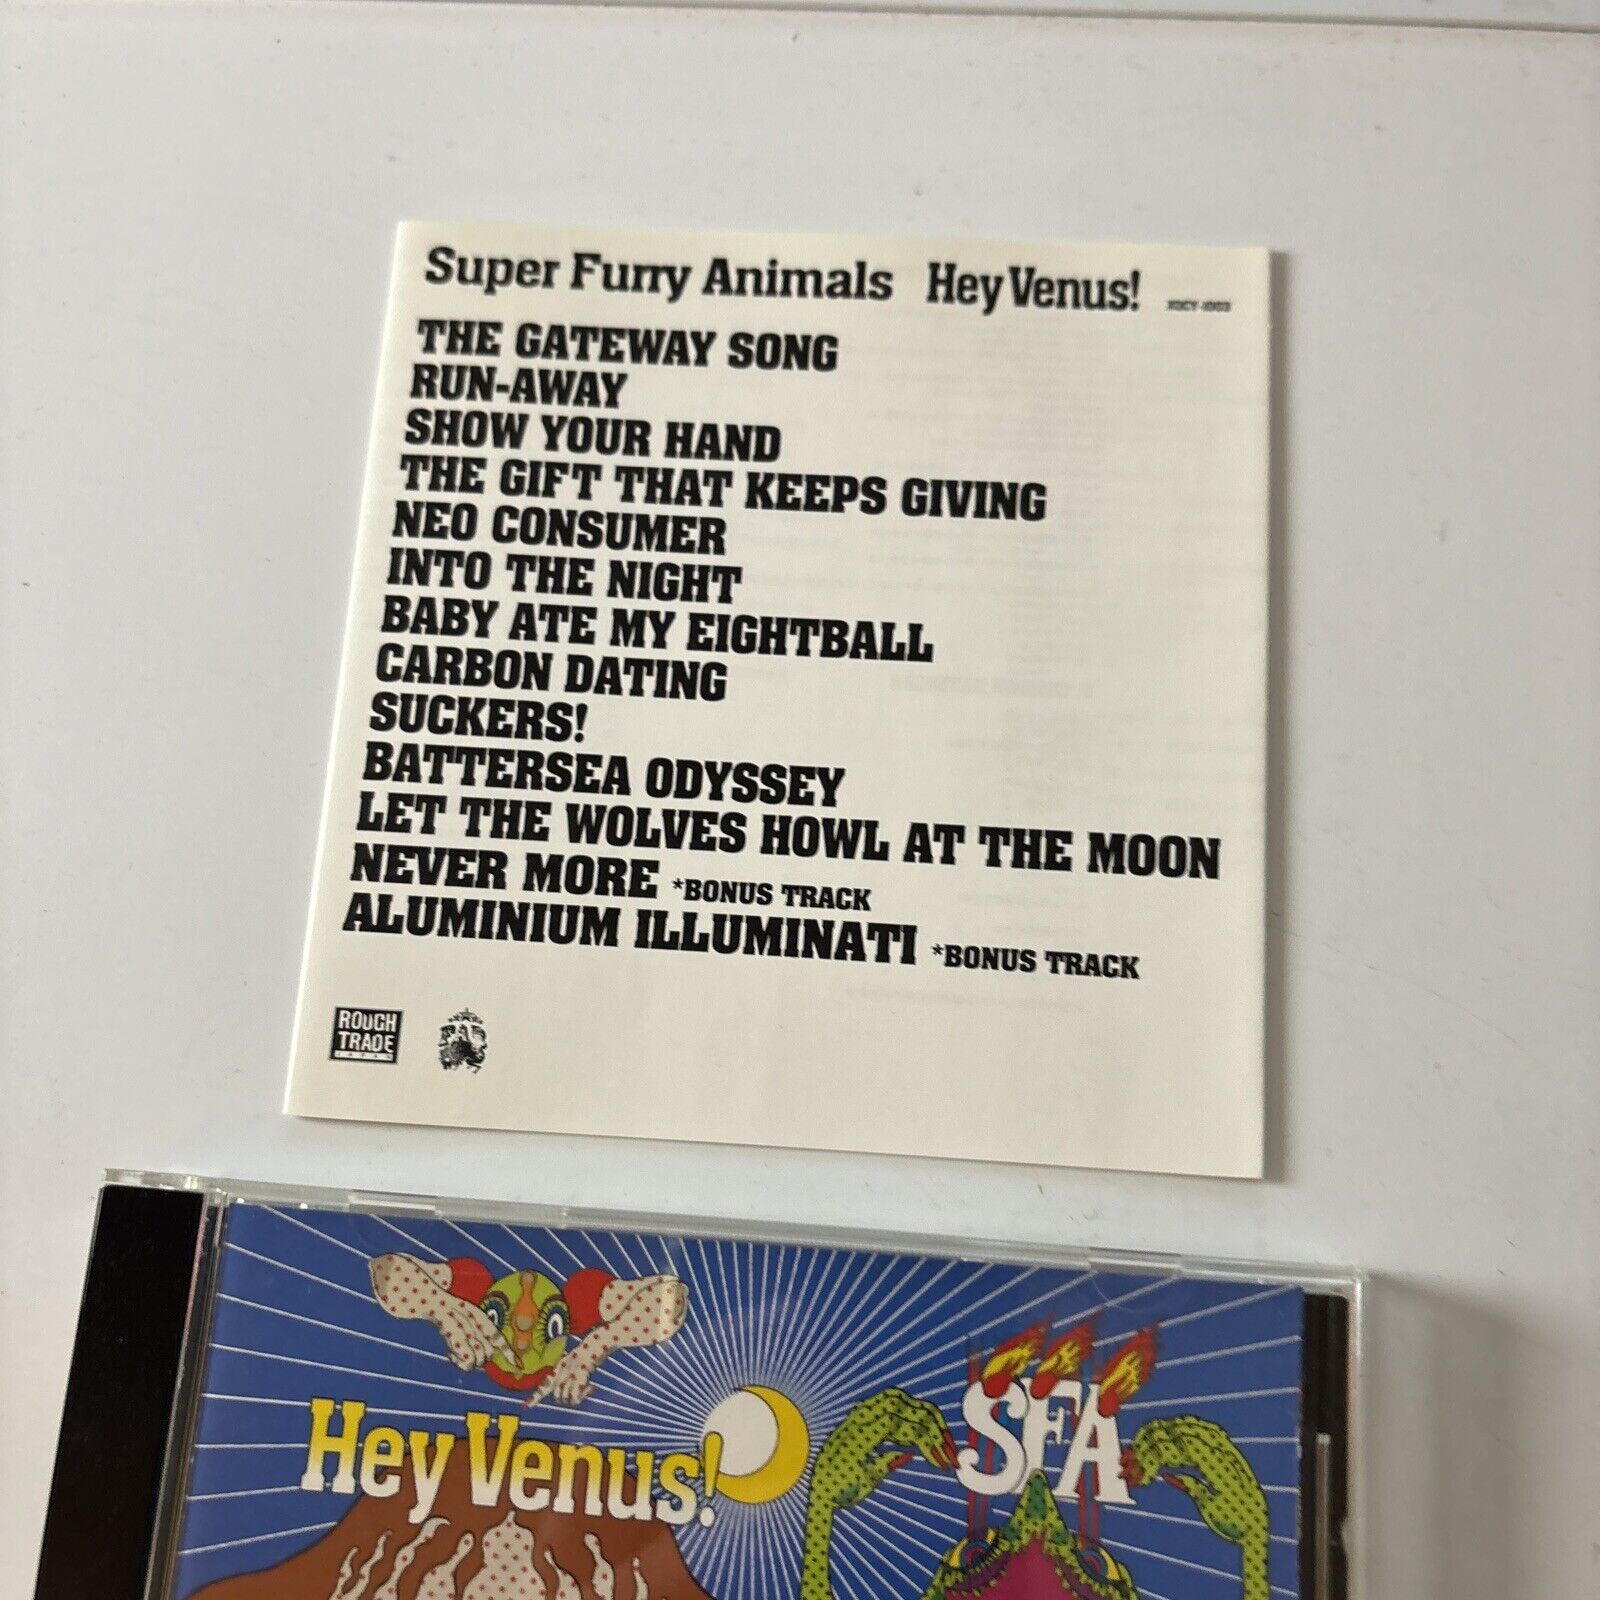 Super Furry Animals Hey Venus!
THE GATEWAY SONG
RUN-AWAY
SHOW YOUR HAND
THE GIFT THAT KEEPS GIVING
NEO CONSUMER
INTO THE NIGHT
BABY ATE MY EIGHTBALL
CARBON DATING
SUCKERS!
BATTERSEA ODYSSEY
LET THE WOLVES HOWL AT THE MOON
NEVER MORE *BONUS TRACK
ALUMINIUM ILLUMINATI *BONUS TRACK
ROUGH
TRADE
JAPAN
SFA
Hey Venus!